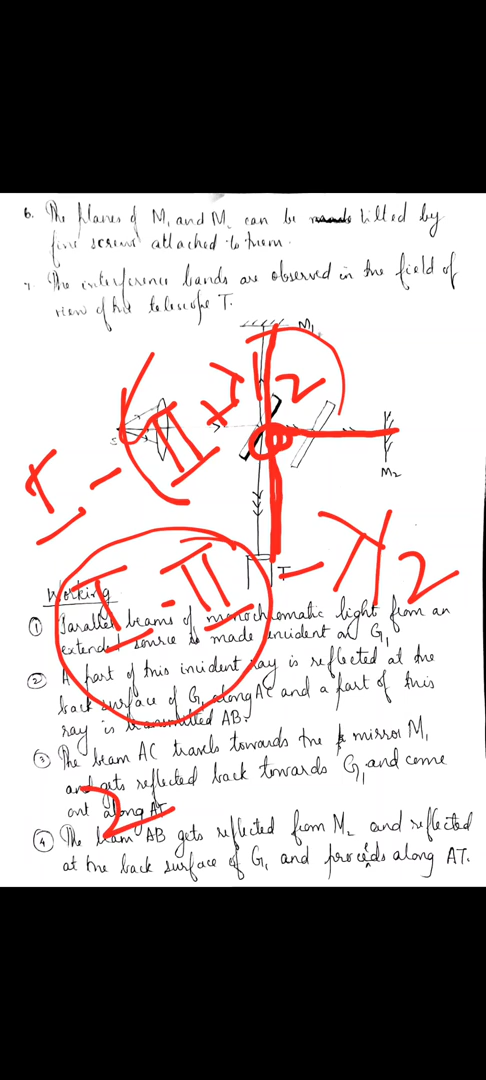 6. The planes of M1 and M2 can be tilted by
fine screws attached to them.
7. The interference bands are observed in the field of
view of the telescope T.
M1
S
M2
T
I - (II + II/2
- λ/2
I - II
2
Working
① Parallel beams of monochromatic light from an
extended source is made incident on G1
② A part of this incident ray is reflected at the
back surface of G1 along AC and a part of this
ray is transmitted AB.
③ The beam AC travels towards the mirror M1
and gets reflected back towards G1 and come
out along AT
④ The beam AB gets reflected from M2 and reflected
at the back surface of G1 and proceeds along AT.